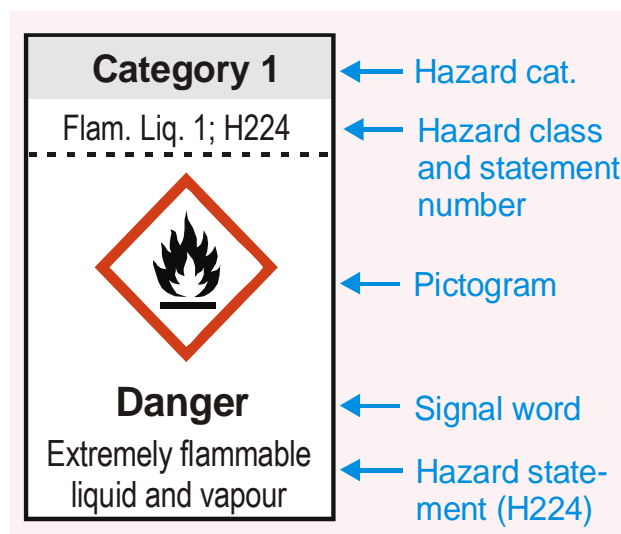 Category 1
Hazard cat.
Flam. Liq. 1; H224
Hazard class
and statement
number
Pictogram
Danger
Signal word
Extremely flammable
liquid and vapour
Hazard state-
ment (H224)